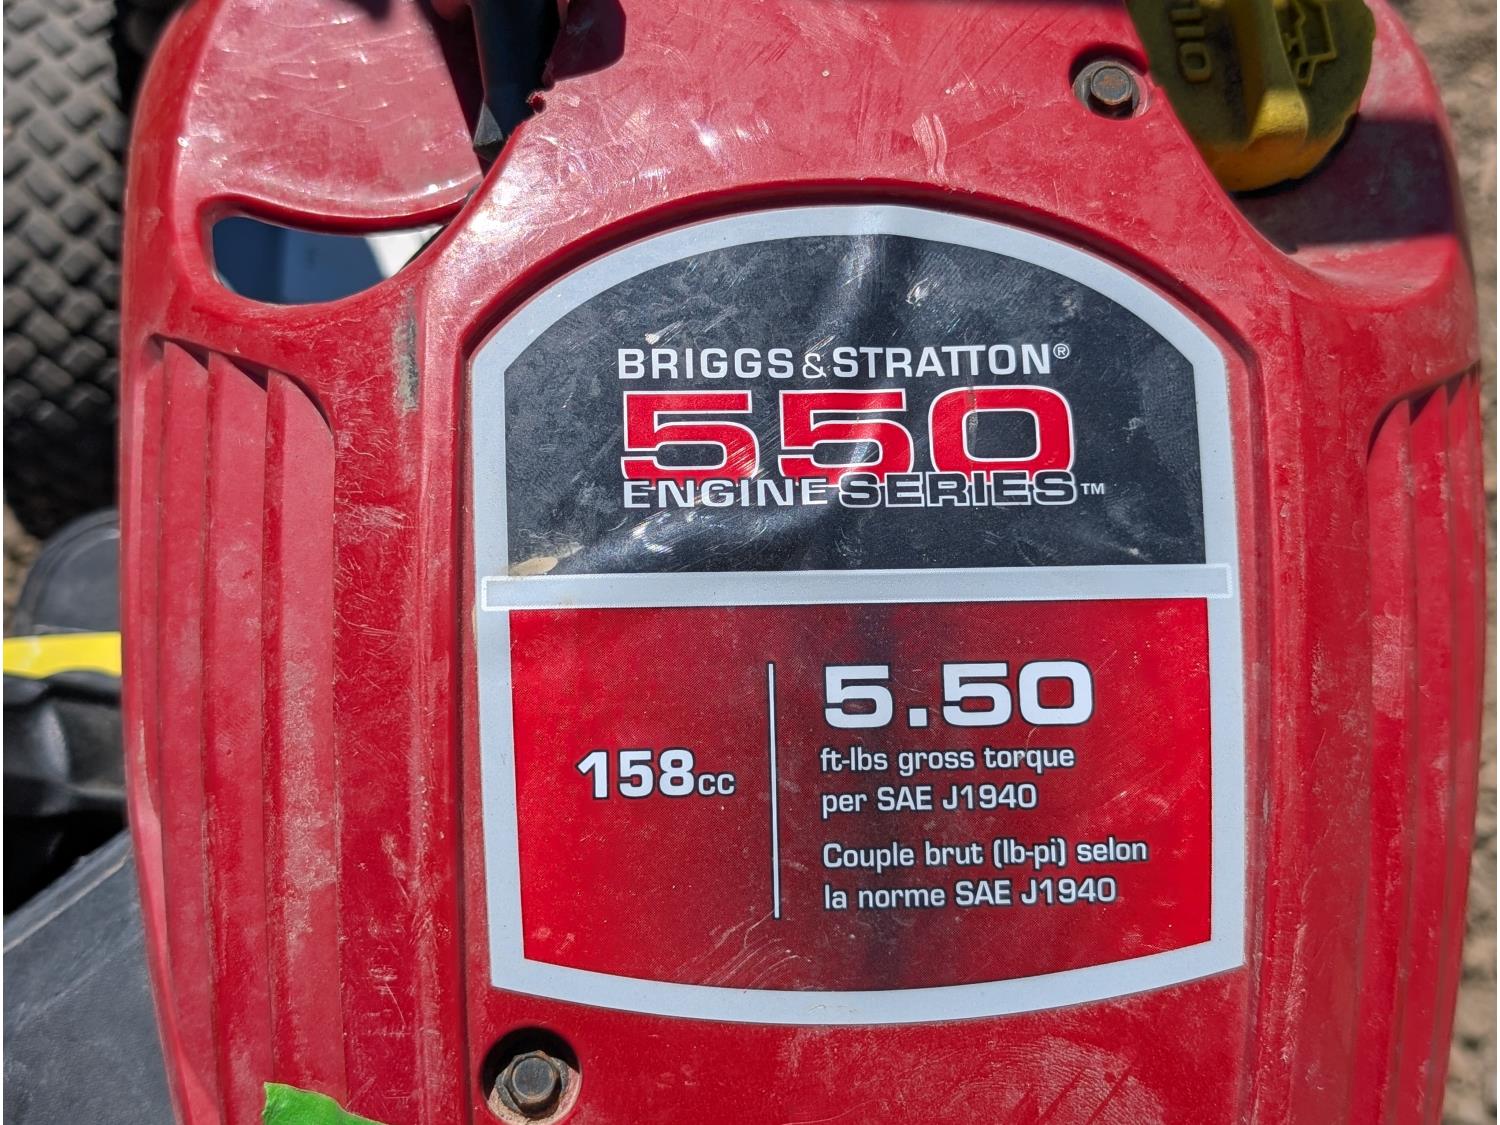 OIL
BRIGGS & STRATTON®
550
ENGINE SERIES™
158cc
5.50
ft-lbs gross torque
per SAE J1940
Couple brut (lb-pi) selon
la norme SAE J1940